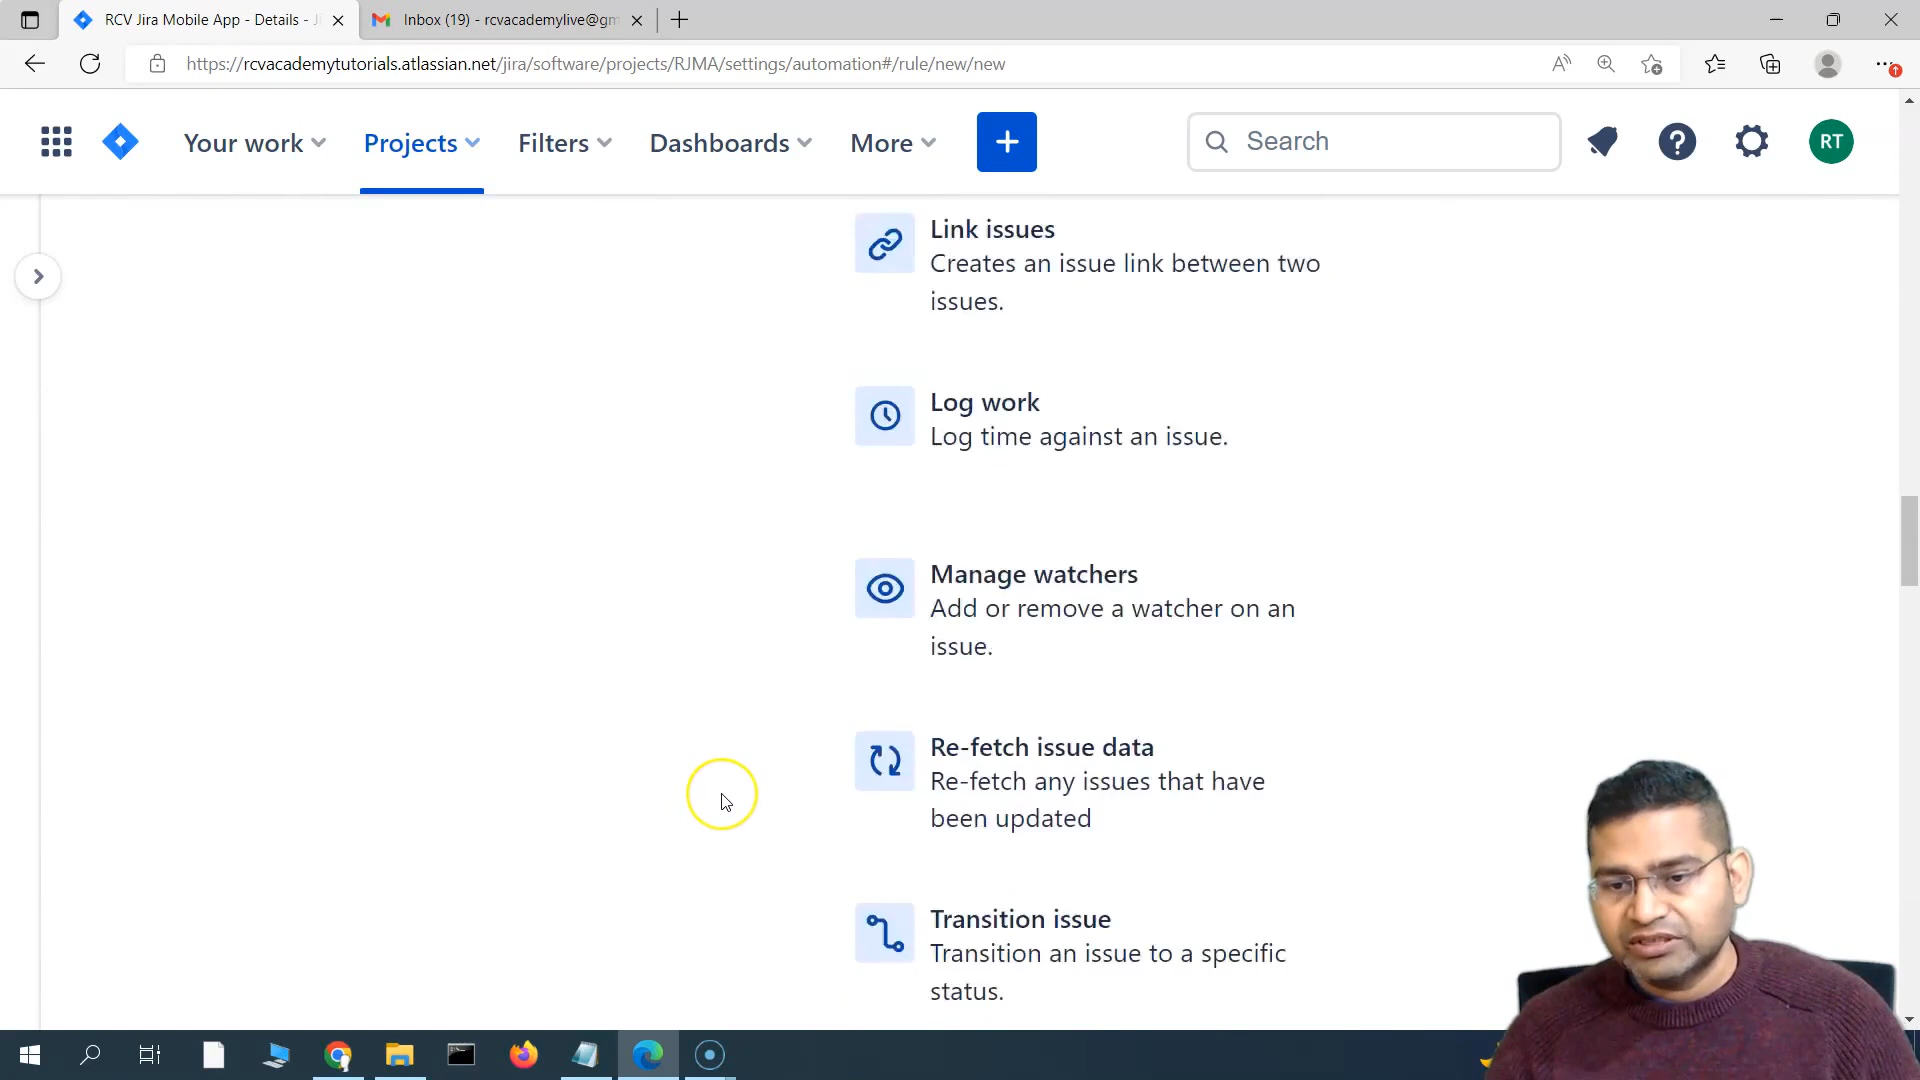 RCV Jira Mobile App - Details - J
Inbox (19) - rcvacademylive@gm
https://rcvacademytutorials.atlassian.net/jira/software/projects/RJMA/settings/automation#/rule/new/new
Your work
Projects
Filters
Dashboards
More
Search
RT
Link issues
Creates an issue link between two
issues.
Log work
Log time against an issue.
Manage watchers
Add or remove a watcher on an
issue.
Re-fetch issue data
Re-fetch any issues that have
been updated
Transition issue
Transition an issue to a specific
status.